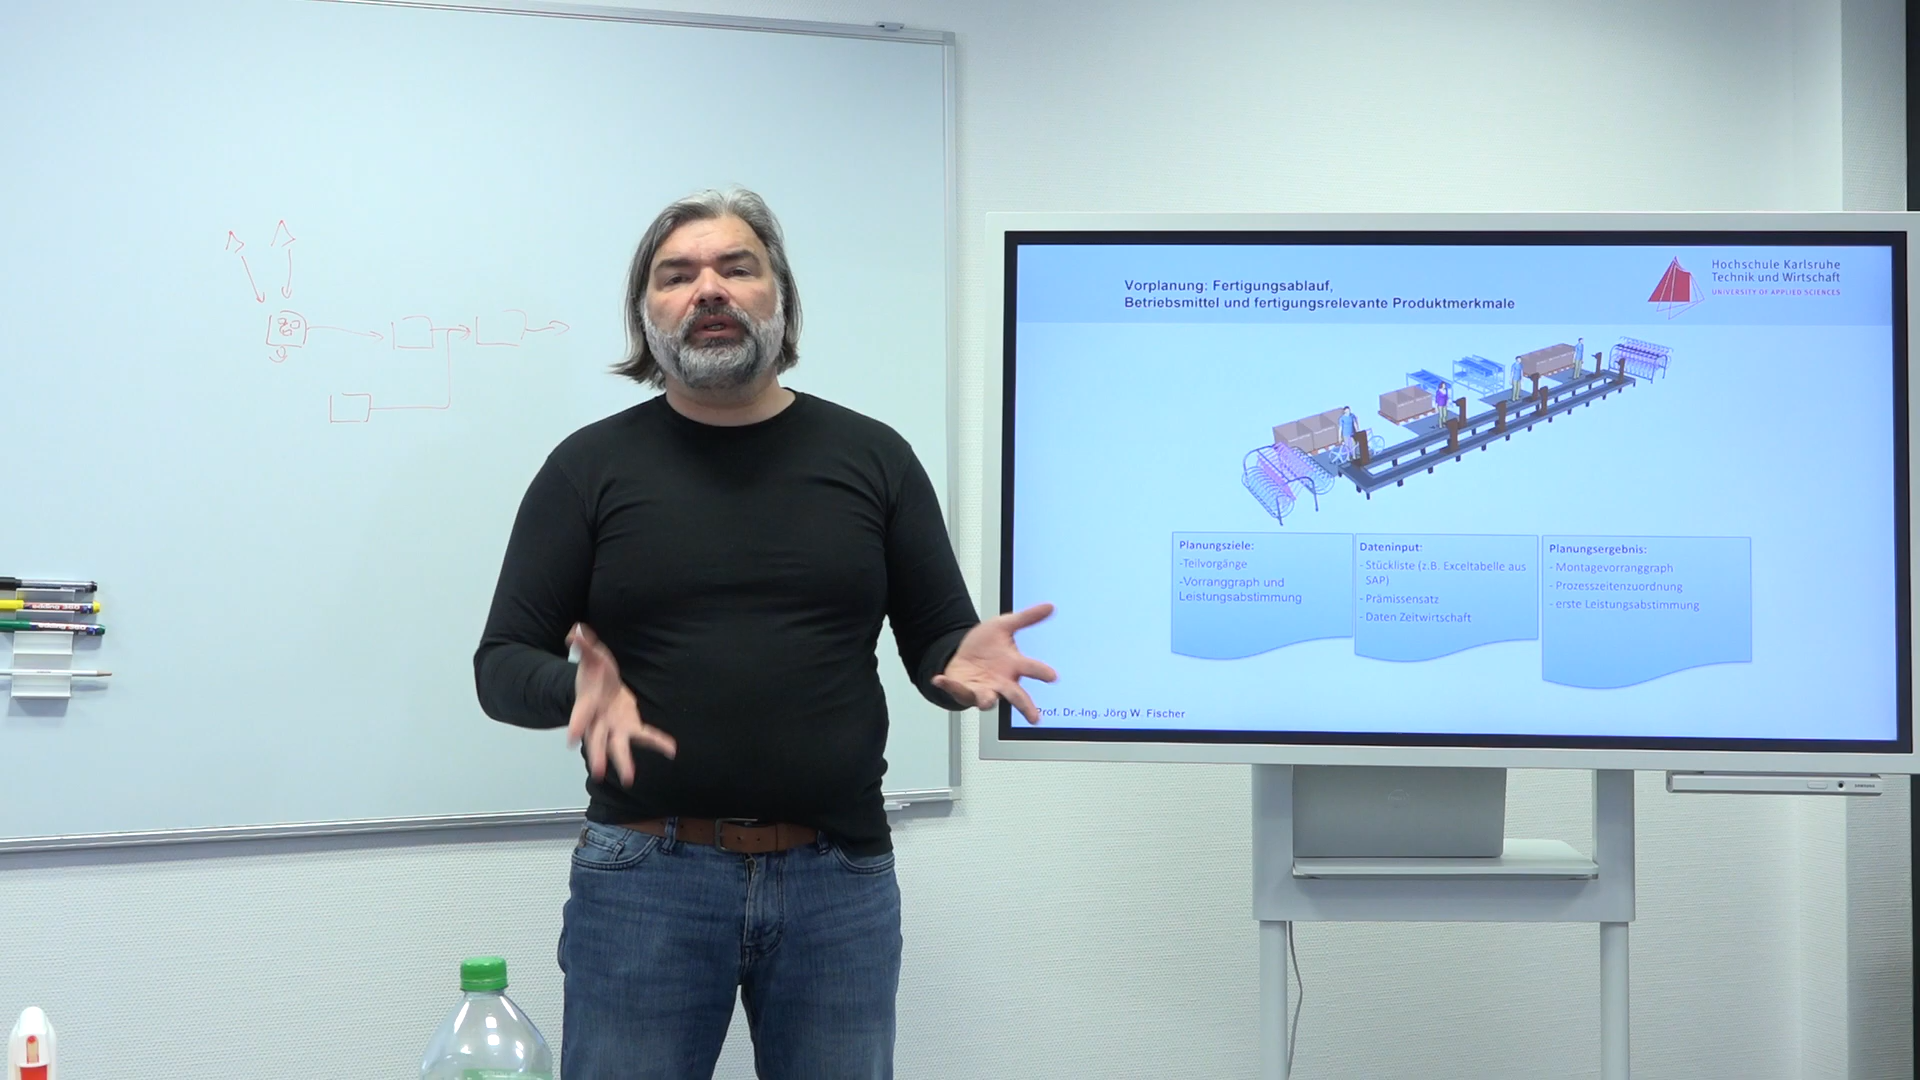 Vorplanung: Fertigungsablauf,
Betriebsmittel und fertigungsrelevante Produktmerkmale
Hochschule Karlsruhe
Technik und Wirtschaft
UNIVERSITY OF APPLIED SCIENCES
Planungsziele:
-Teilvorgänge
-Vorranggraph und
Leistungsabstimmung
Dateninput:
- Stückliste (z.B. Exceltabelle aus
SAP)
- Prämissensatz
- Daten Zeitwirtschaft
Planungsergebnis:
- Montagevorranggraph
- Prozesszeitenzuordnung
- erste Leistungsabstimmung
Prof. Dr.-Ing. Jörg W. Fischer
SAMSUNG